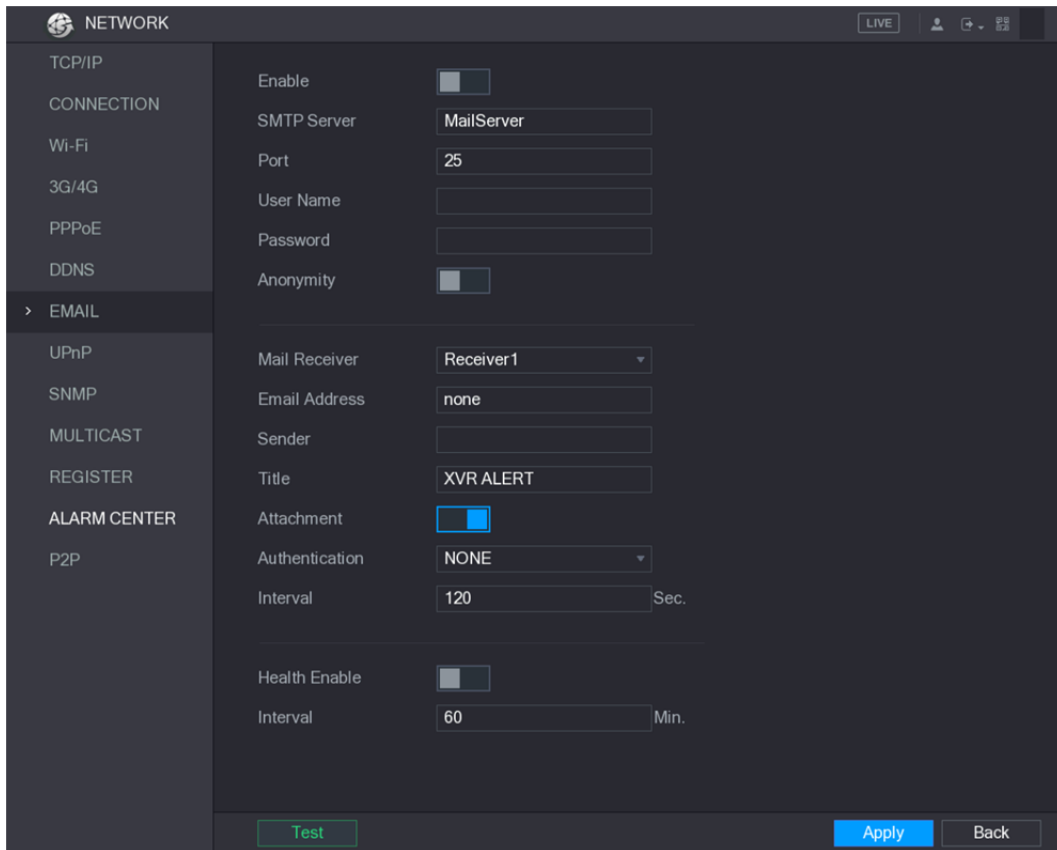 NETWORK
LIVE
TCP/IP
CONNECTION
Wi-Fi
3G/4G
PPPoE
DDNS
> EMAIL
UPnP
SNMP
MULTICAST
REGISTER
ALARM CENTER
P2P
Enable
SMTP Server MailServer
Port 25
User Name
Password
Anonymity
Mail Receiver Receiver1
Email Address none
Sender
Title XVR ALERT
Attachment
Authentication NONE
Interval 120 Sec.
Health Enable
Interval 60 Min.
Test Apply Back